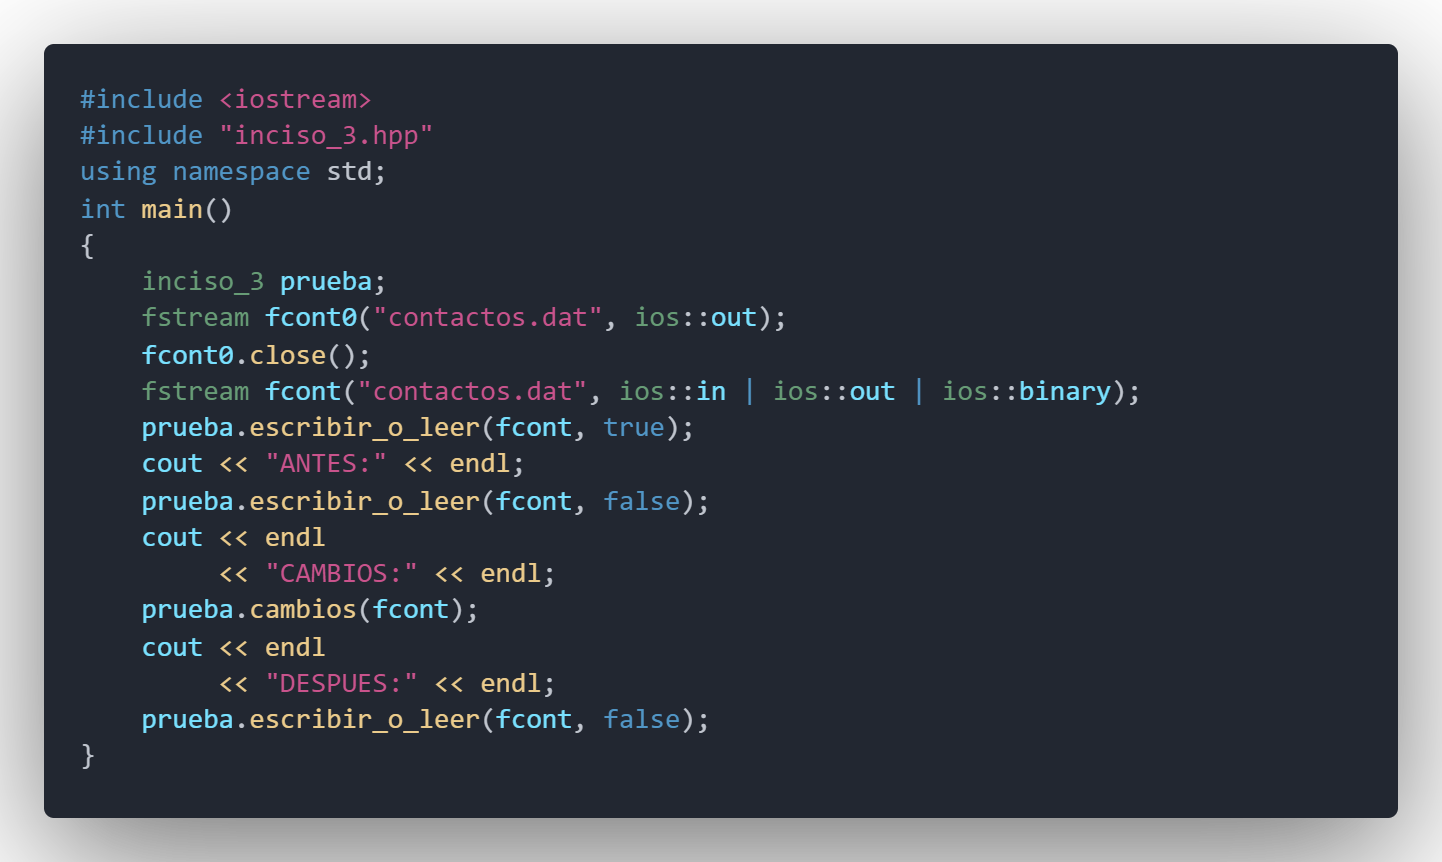 #include <iostream>
#include "inciso_3.hpp"
using namespace std;
int main()
{
    inciso_3 prueba;
    fstream fcont0("contactos.dat", ios::out);
    fcont0.close();
    fstream fcont("contactos.dat", ios::in | ios::out | ios::binary);
    prueba.escribir_o_leer(fcont, true);
    cout << "ANTES:" << endl;
    prueba.escribir_o_leer(fcont, false);
    cout << endl
         << "CAMBIOS:" << endl;
    prueba.cambios(fcont);
    cout << endl
         << "DESPUES:" << endl;
    prueba.escribir_o_leer(fcont, false);
}